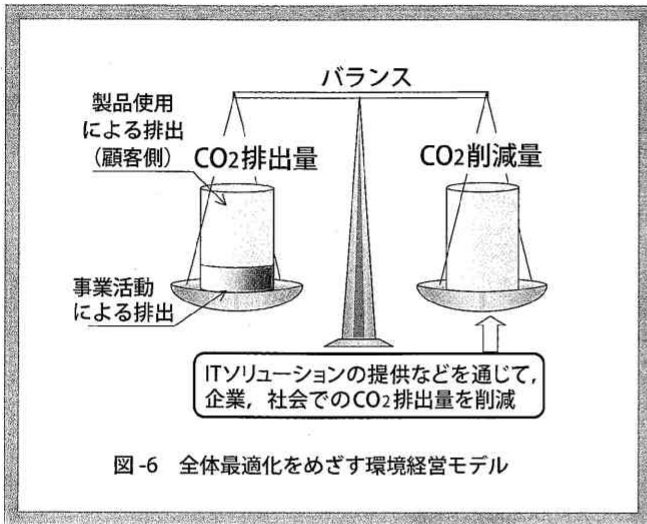 バランス
製品使用
による排出
(顧客側)
CO2排出量
CO2削減量
事業活動
による排出
ITソリューションの提供などを通じて,
企業, 社会でのCO2排出量を削減
図-6 全体最適化をめざす環境経営モデル